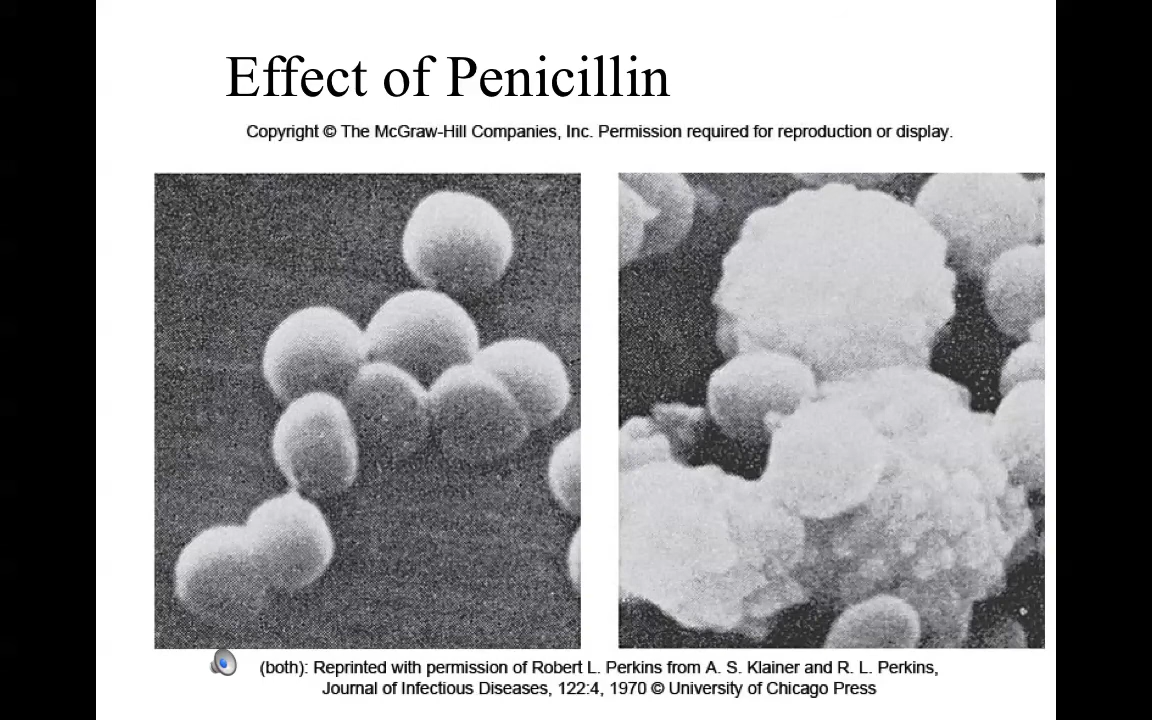 Effect of Penicillin
Copyright © The McGraw-Hill Companies, Inc. Permission required for reproduction or display.
(both): Reprinted with permission of Robert L. Perkins from A. S. Klainer and R. L. Perkins,
Journal of Infectious Diseases, 122:4, 1970 © University of Chicago Press